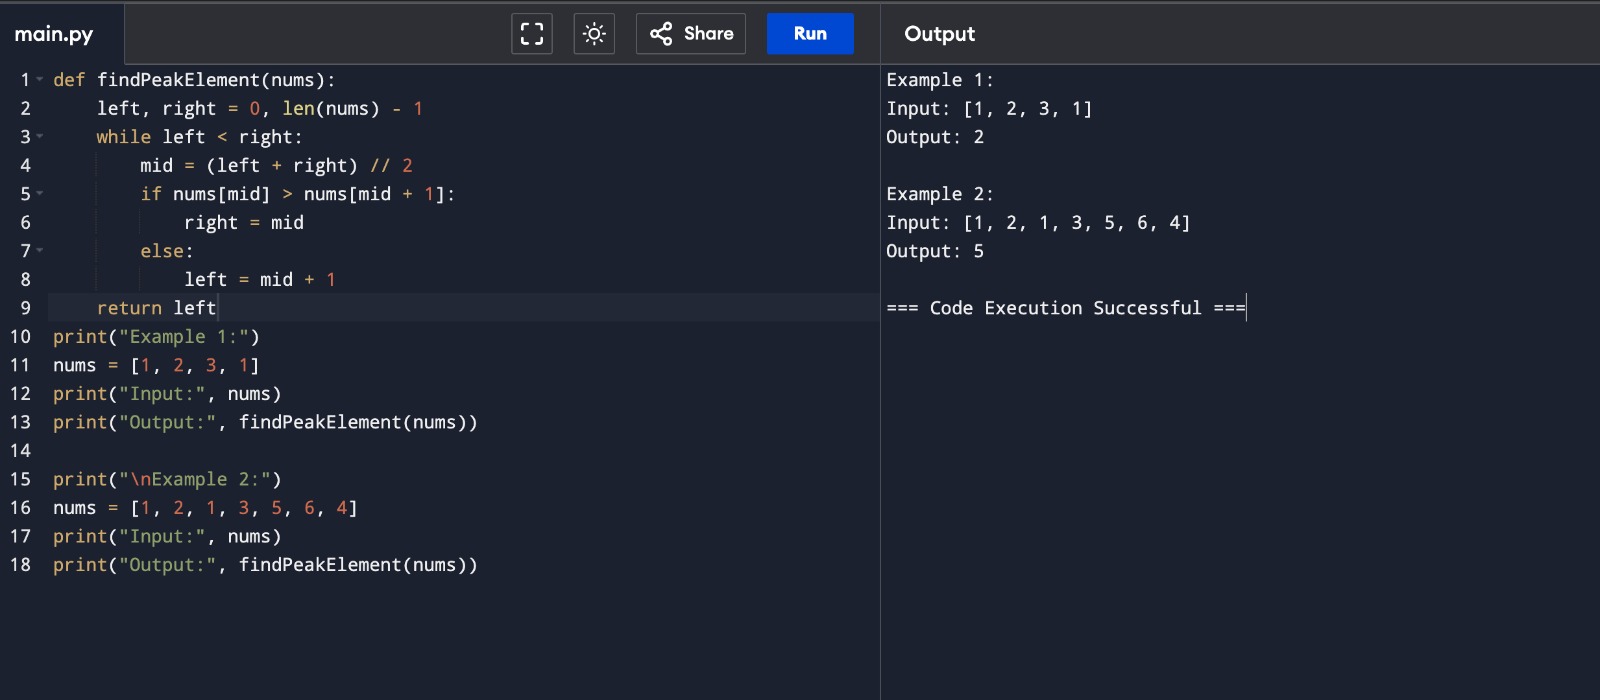 main.py
Share
Run
Output
1 def findPeakElement(nums):
2     left, right = 0, len(nums) - 1
3     while left < right:
4         mid = (left + right) // 2
5         if nums[mid] > nums[mid + 1]:
6             right = mid
7         else:
8             left = mid + 1
9     return left
10 print("Example 1:")
11 nums = [1, 2, 3, 1]
12 print("Input:", nums)
13 print("Output:", findPeakElement(nums))
14
15 print("\nExample 2:")
16 nums = [1, 2, 1, 3, 5, 6, 4]
17 print("Input:", nums)
18 print("Output:", findPeakElement(nums))
Example 1:
Input: [1, 2, 3, 1]
Output: 2
Example 2:
Input: [1, 2, 1, 3, 5, 6, 4]
Output: 5
=== Code Execution Successful ===